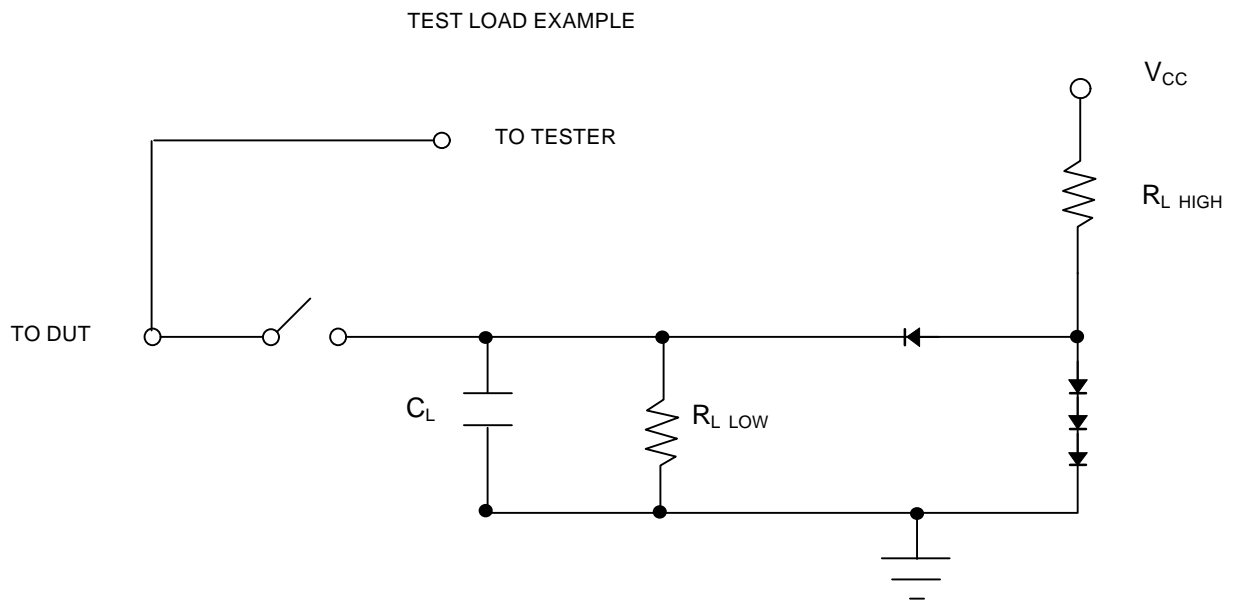 TEST LOAD EXAMPLE
VCC
TO TESTER
RL HIGH
TO DUT
CL
RL LOW